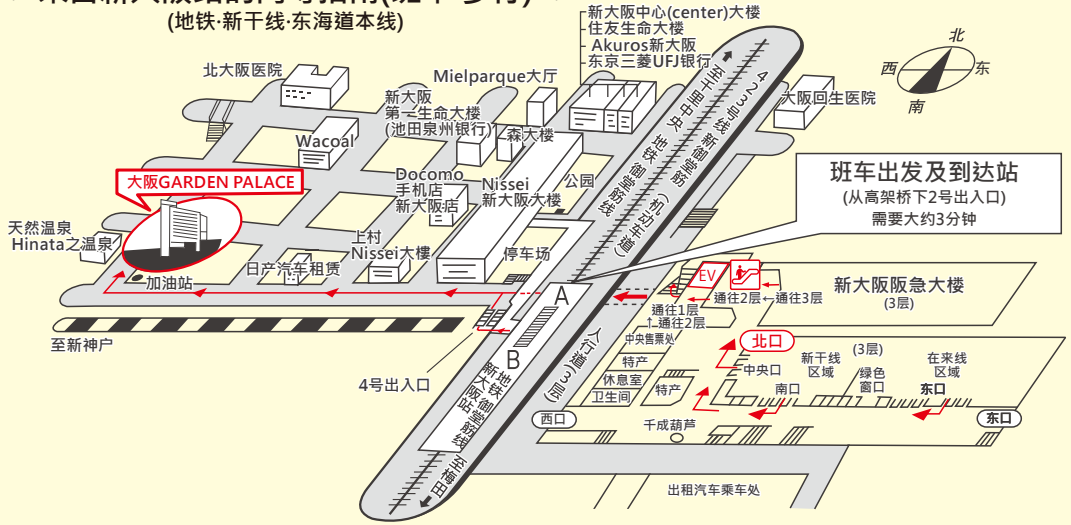 (地铁·新干线·东海道本线)
新大阪中心(center)大楼
住友生命大楼
Akuros新大阪
东京三菱UFJ银行
北
西
东
南
北大阪医院
Mielparque大厅
新大阪
第一生命大楼
(池田泉州银行)
森大楼
大阪回生医院
Wacoal
423号线新御堂筋(机动车道)
至千里中央 地铁 御堂筋线
班车出发及到达站
(从高架桥下2号出入口)
需要大约3分钟
大阪GARDEN PALACE
Docomo
手机店
新大阪店
Nissei
新大阪大楼
公园
天然温泉
Hinata之温泉
加油站
日产汽车租赁
上村
Nissei大楼
停车场
EV
通往2层←通往3层
通往1层
↑通往2层
新大阪阪急大楼
(3层)
A
B
至新神户
4号出入口
地铁御堂筋线
新大阪站
人行道(3层)
中央售票处
特产
休息室
卫生间
特产
北口
中央口
新干线
区域
(3层)
绿色
窗口
在来线
区域
南口
东口
西口
千成葫芦
东口
至梅田
出租汽车乘车处